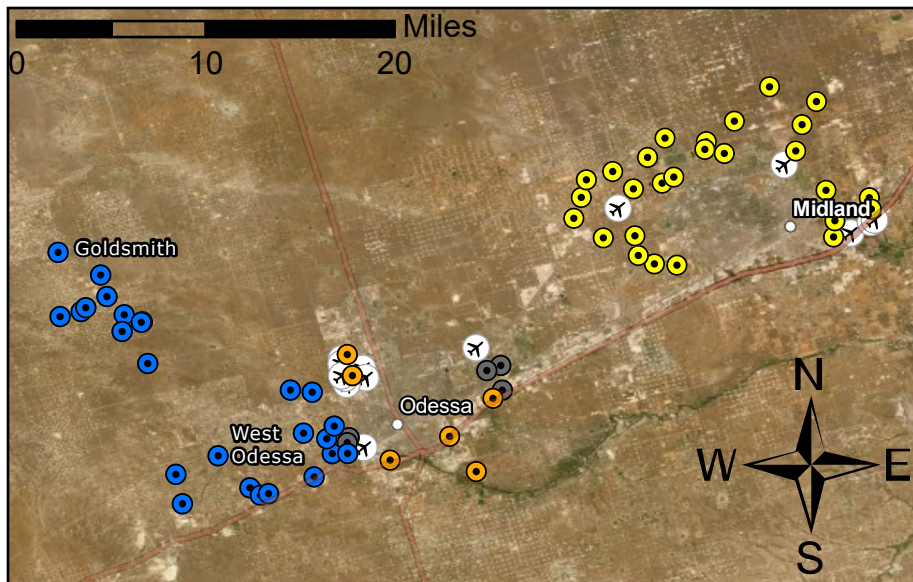 Miles
0 10 20
Midland
Goldsmith
Odessa
West
Odessa
N
W E
S